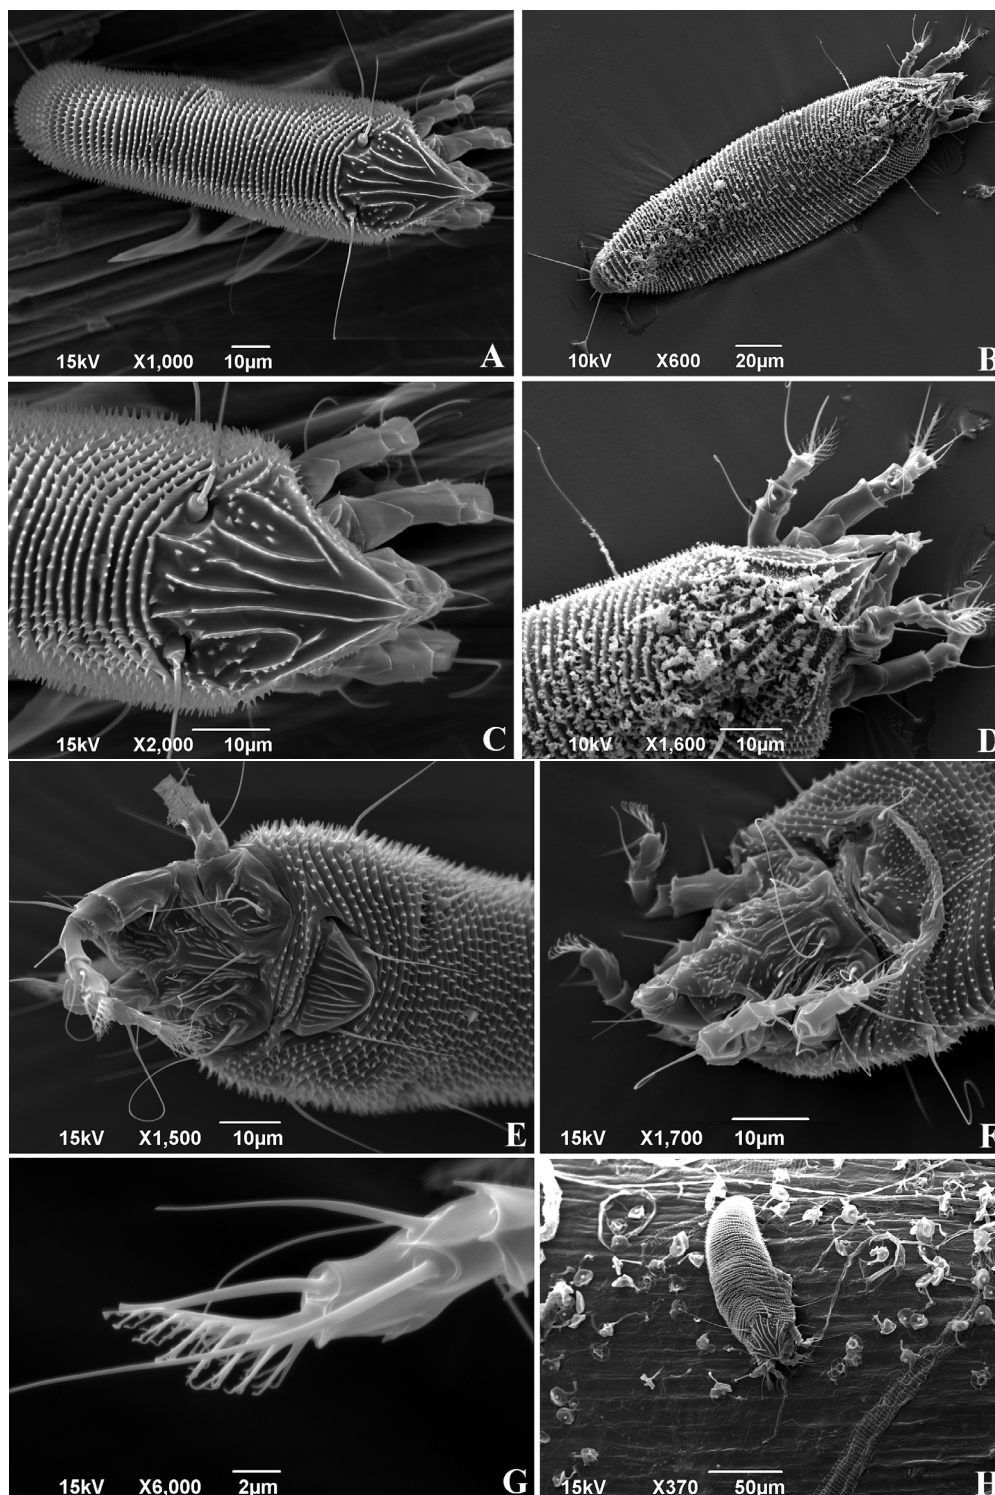 15kV X1,000 10µm A
10kV X600 20µm B
15kV X2,000 10µm C
10kV X1,600 10µm D
15kV X1,500 10µm E
15kV X1,700 10µm F
15kV X6,000 2µm G
15kV X370 50µm H